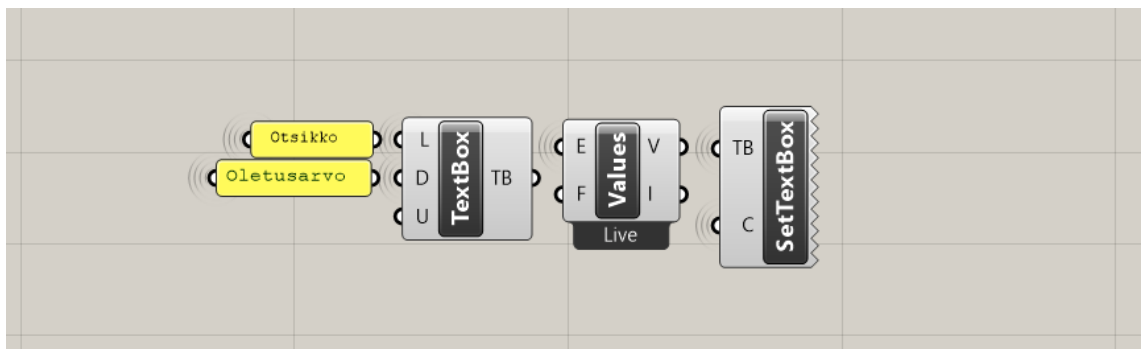 Otsikko
Oletusarvo
L
D
U
TextBox
TB
E
F
Values
V
I
Live
TB
C
SetTextBox